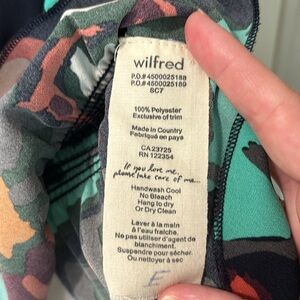 wilfred
P.O.#4500025188
P.O.#4500025189
SC7
100% Polyester
Exclusive of trim
Made in Country
Fabriqué en pays
CA 23725
RN 122354
If you love me,
please take care of me...
Handwash Cool
No Bleach
Hang to dry
Or Dry Clean
Laver à la main
à l'eau fraîche.
Ne pas utiliser d'agent de
blanchiment.
Suspendre pour sécher.
Ou nettoyer à sec